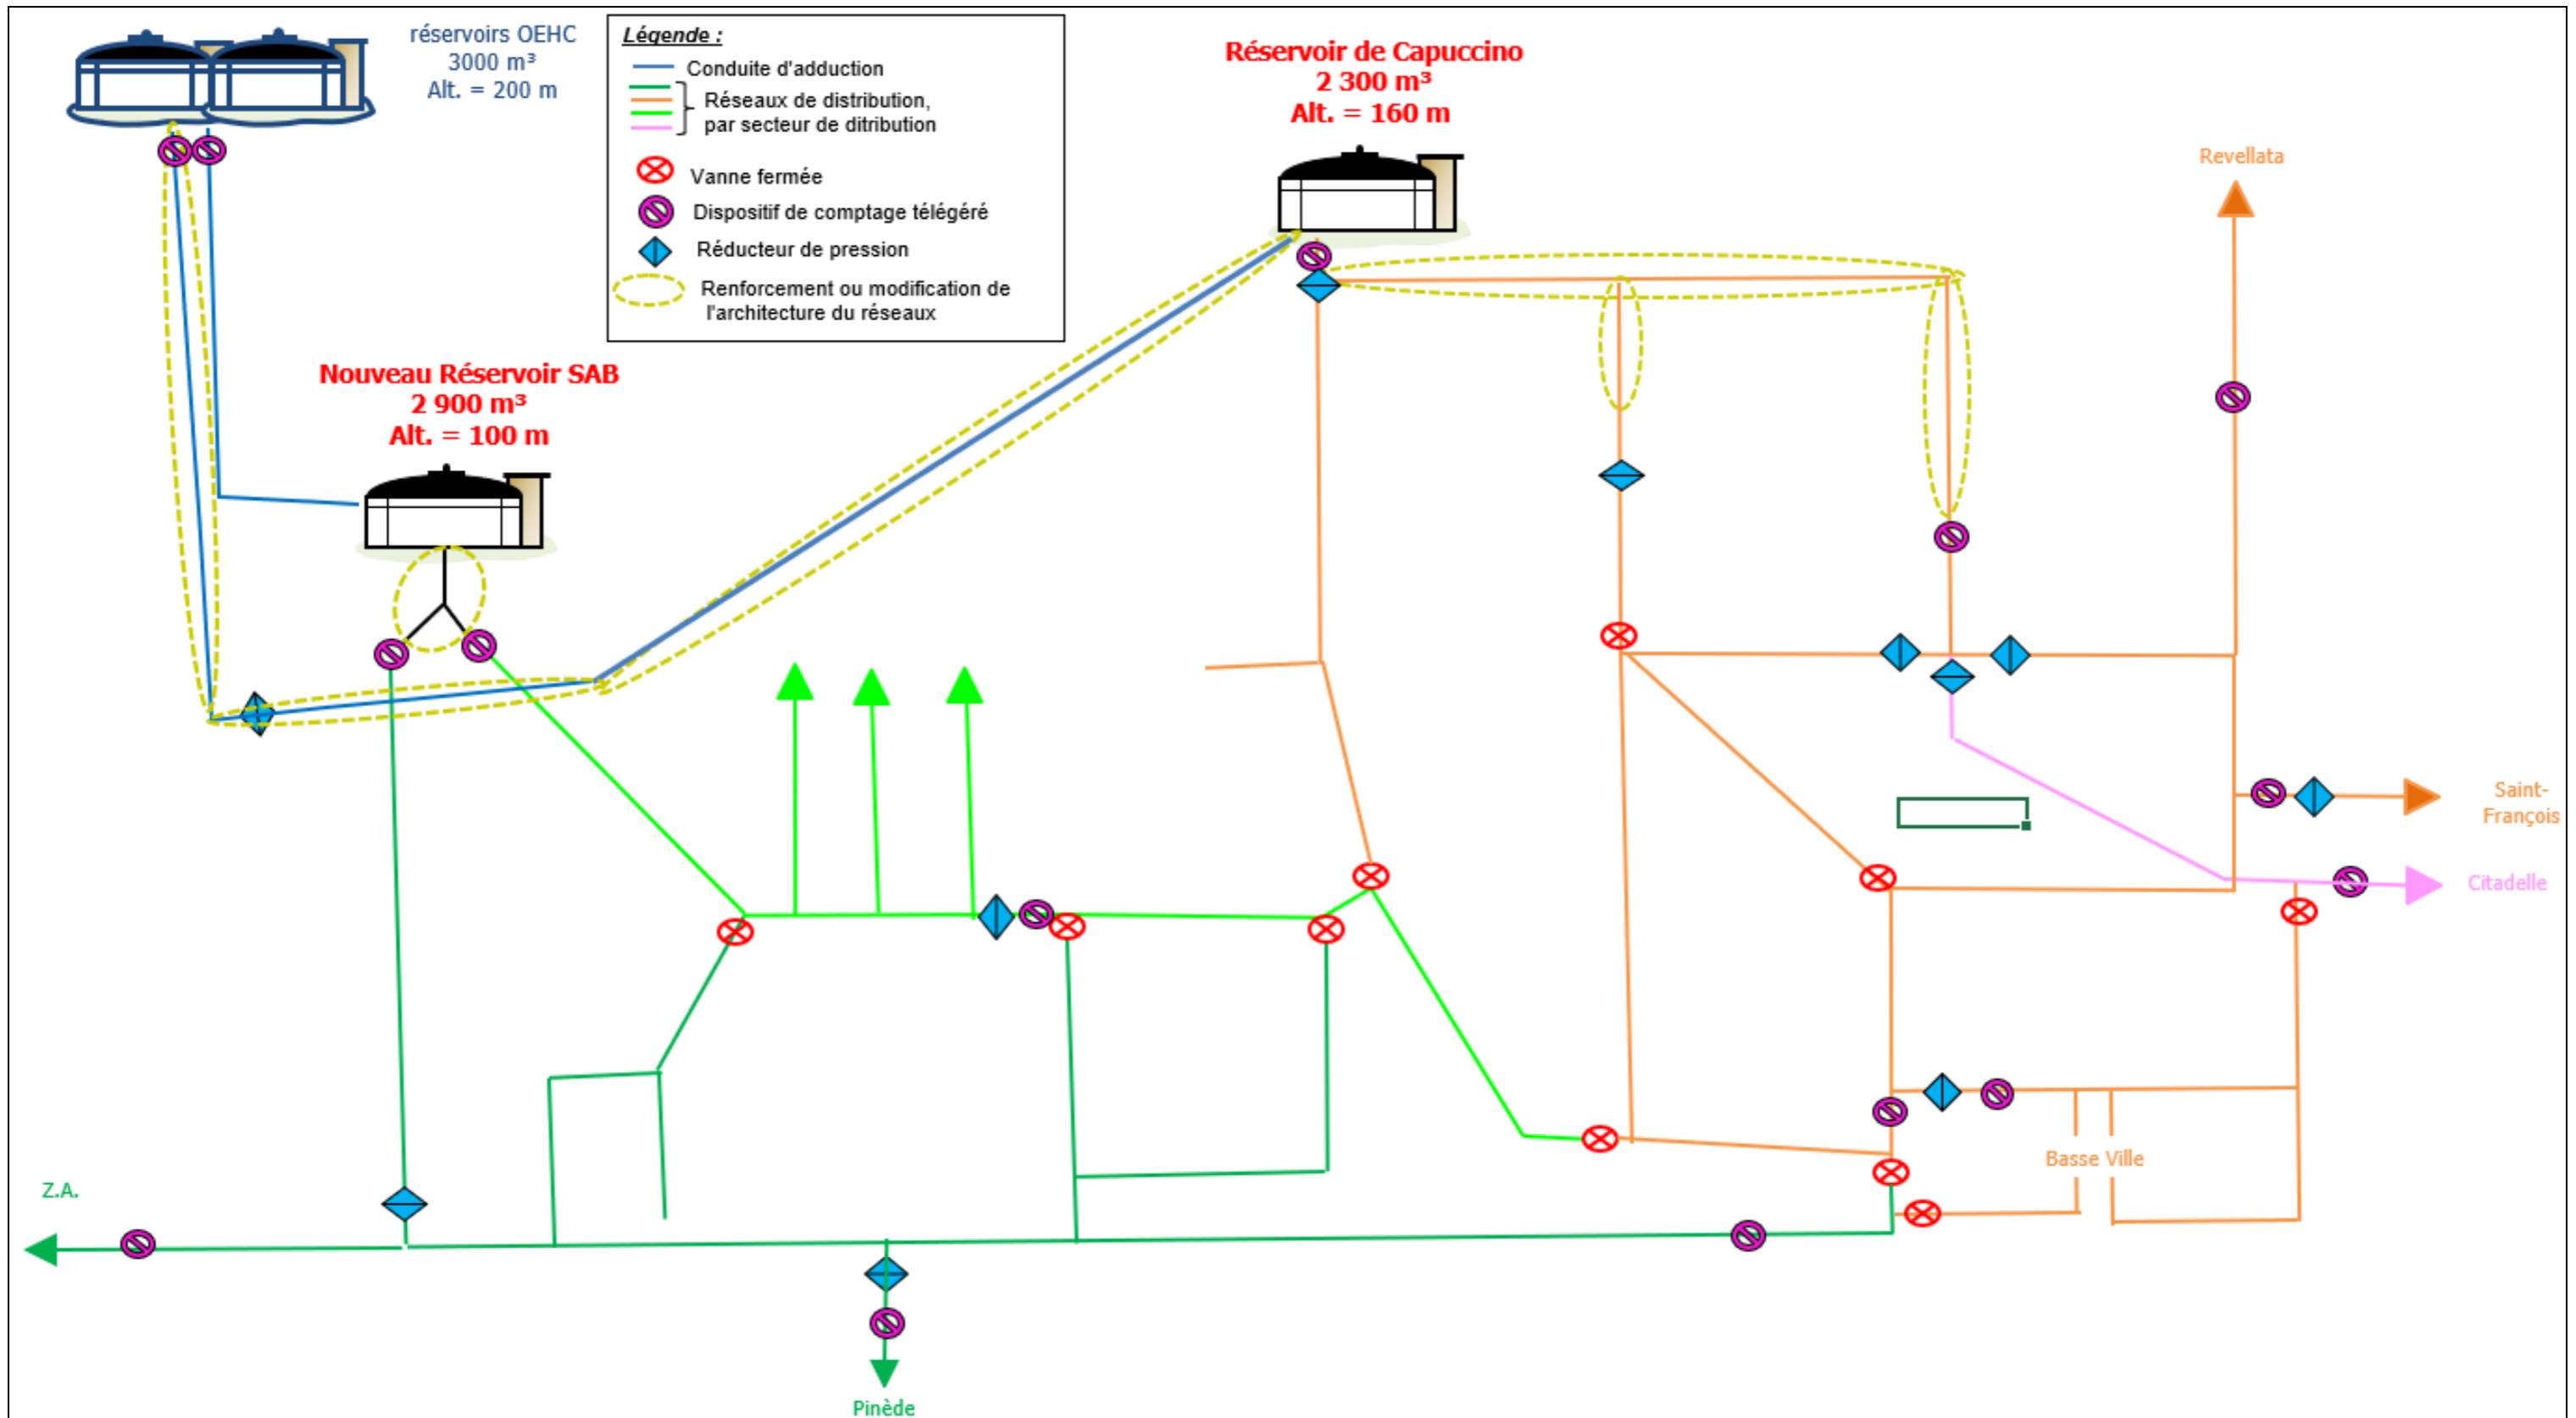 réservoirs OEHC
3000 m³
Alt. = 200 m
Légende :
Conduite d'adduction
Réseaux de distribution,
par secteur de ditribution
Vanne fermée
Dispositif de comptage télégéré
Réducteur de pression
Renforcement ou modification de
l'architecture du réseaux
Réservoir de Capuccino
2 300 m³
Alt. = 160 m
Revellata
Nouveau Réservoir SAB
2 900 m³
Alt. = 100 m
Saint-
François
Citadelle
Basse Ville
Z.A.
Pinède